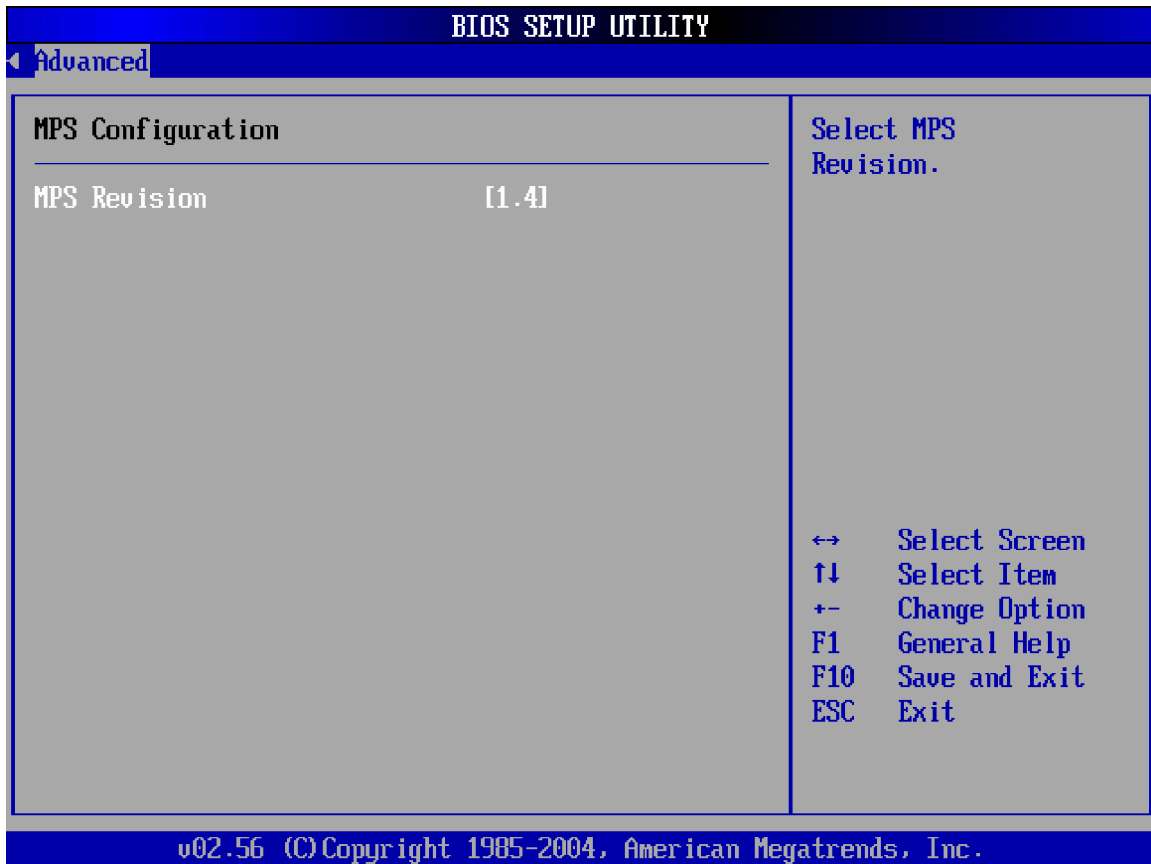 BIOS SETUP UTILITY
Advanced
MPS Configuration
MPS Revision [1.4]
Select MPS
Revision.
←→ Select Screen
↑↓ Select Item
+- Change Option
F1 General Help
F10 Save and Exit
ESC Exit
v02.56 (C)Copyright 1985-2004, American Megatrends, Inc.